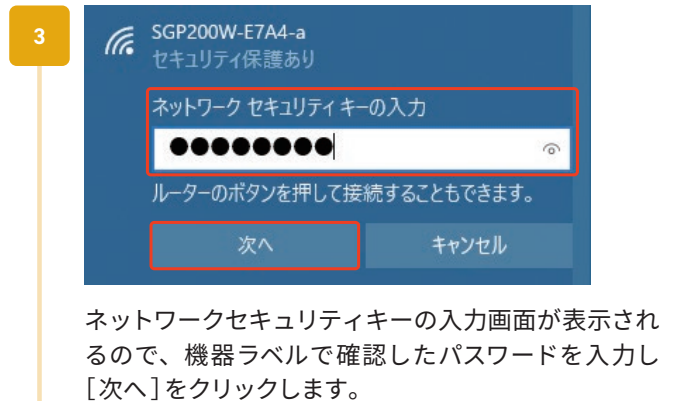 3
SGP200W-E7A4-a
セキュリティ保護あり
ネットワーク セキュリティ キーの入力
●●●●●●●●
ルーターのボタンを押して接続することもできます。
次へ
キャンセル
ネットワークセキュリティキーの入力画面が表示され
るので、機器ラベルで確認したパスワードを入力し
［次へ］をクリックします。